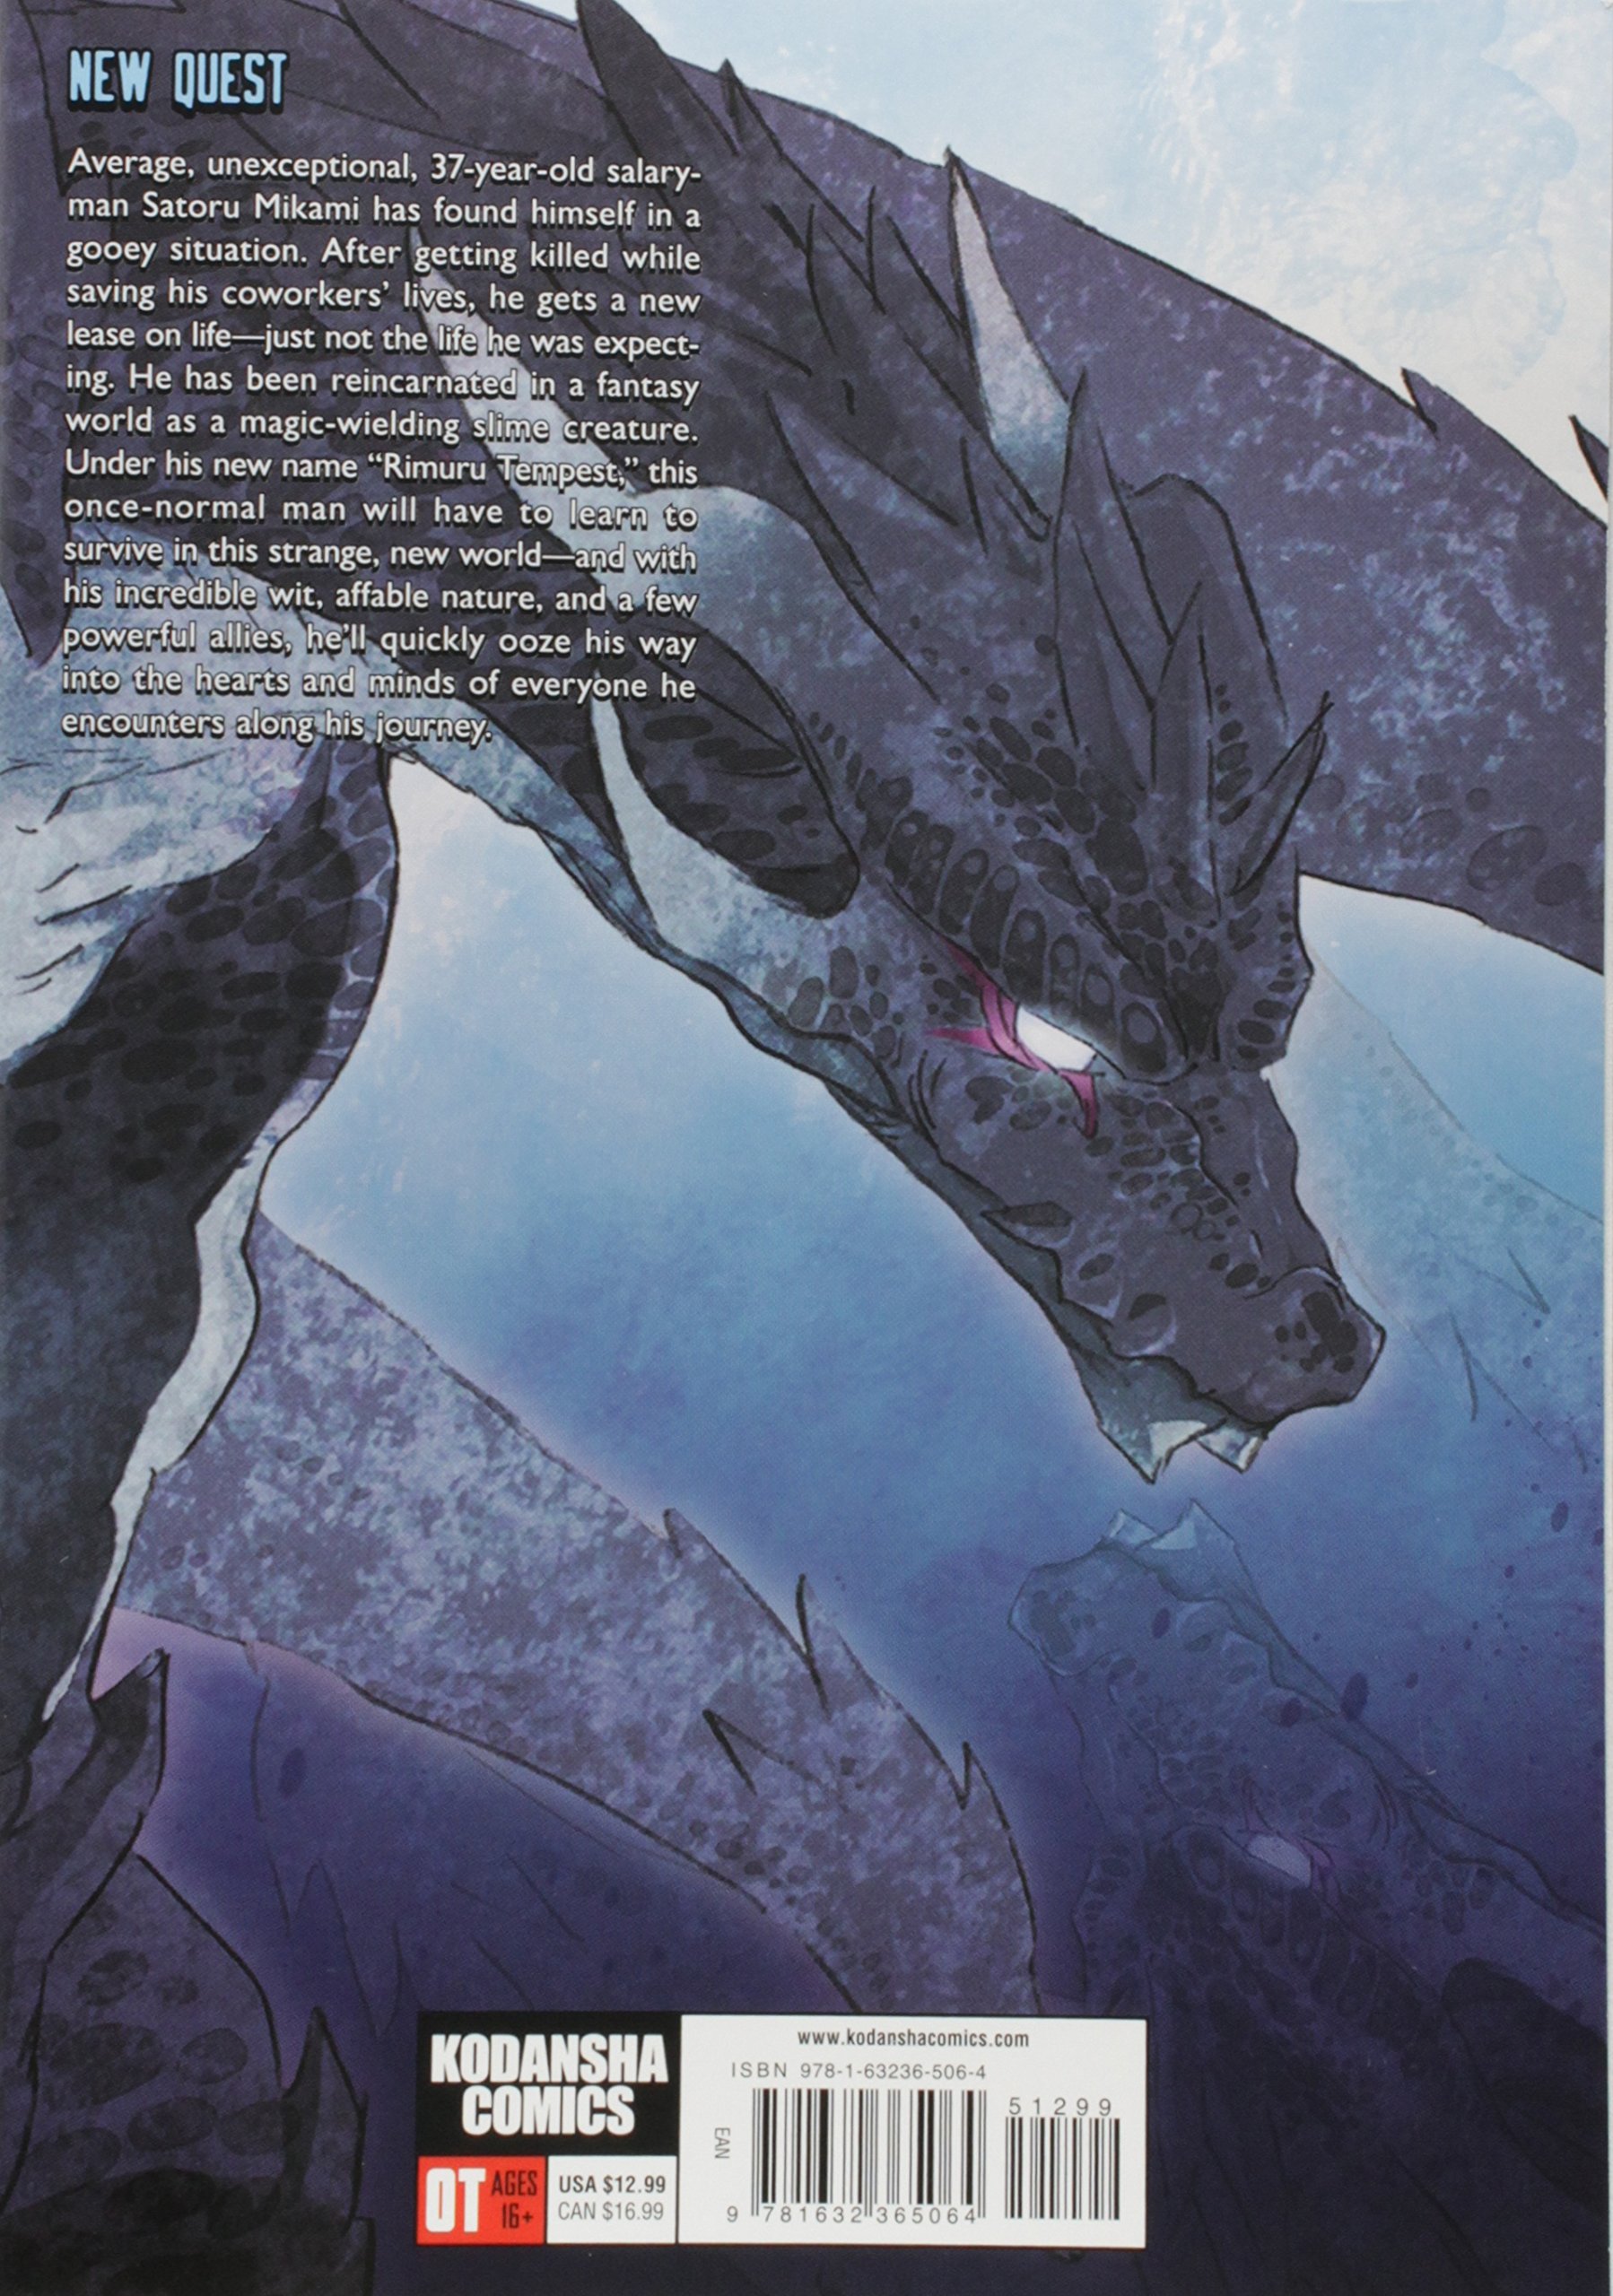 NEW QUEST
Average, unexceptional, 37-year-old salary-
man Satoru Mikami has found himself in a
gooey situation. After getting killed while
saving his coworkers’ lives, he gets a new
lease on life—just not the life he was expect-
ing. He has been reincarnated in a fantasy
world as a magic-wielding slime creature.
Under his new name “Rimuru Tempest,” this
once-normal man will have to learn to
survive in this strange, new world—and with
his incredible wit, affable nature, and a few
powerful allies, he’ll quickly ooze his way
into the hearts and minds of everyone he
encounters along his journey.
KODANSHA
COMICS
OT AGES
16+
USA $12.99
CAN $16.99
www.kodanshacomics.com
ISBN 978-1-63236-506-4
EAN
51299
9 781632 365064